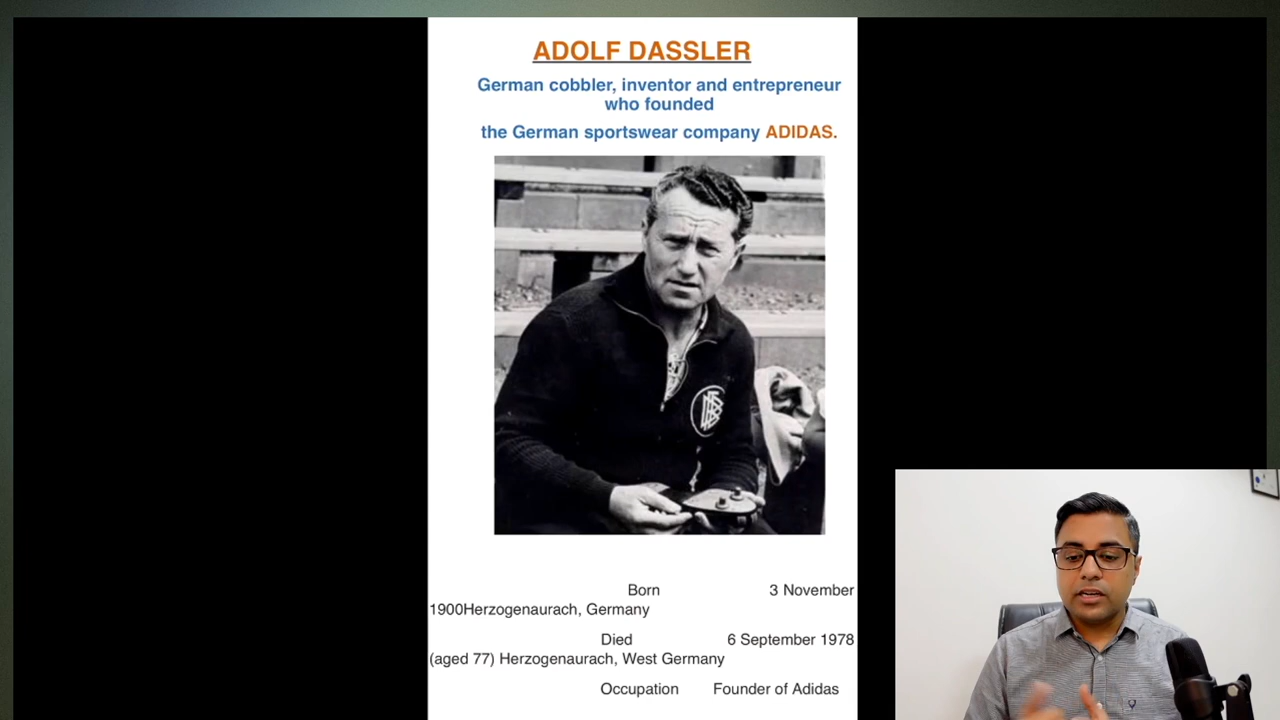 ADOLF DASSLER
German cobbler, inventor and entrepreneur
who founded
the German sportswear company ADIDAS.
Born 3 November
1900Herzogenaurach, Germany
Died 6 September 1978
(aged 77) Herzogenaurach, West Germany
Occupation Founder of Adidas